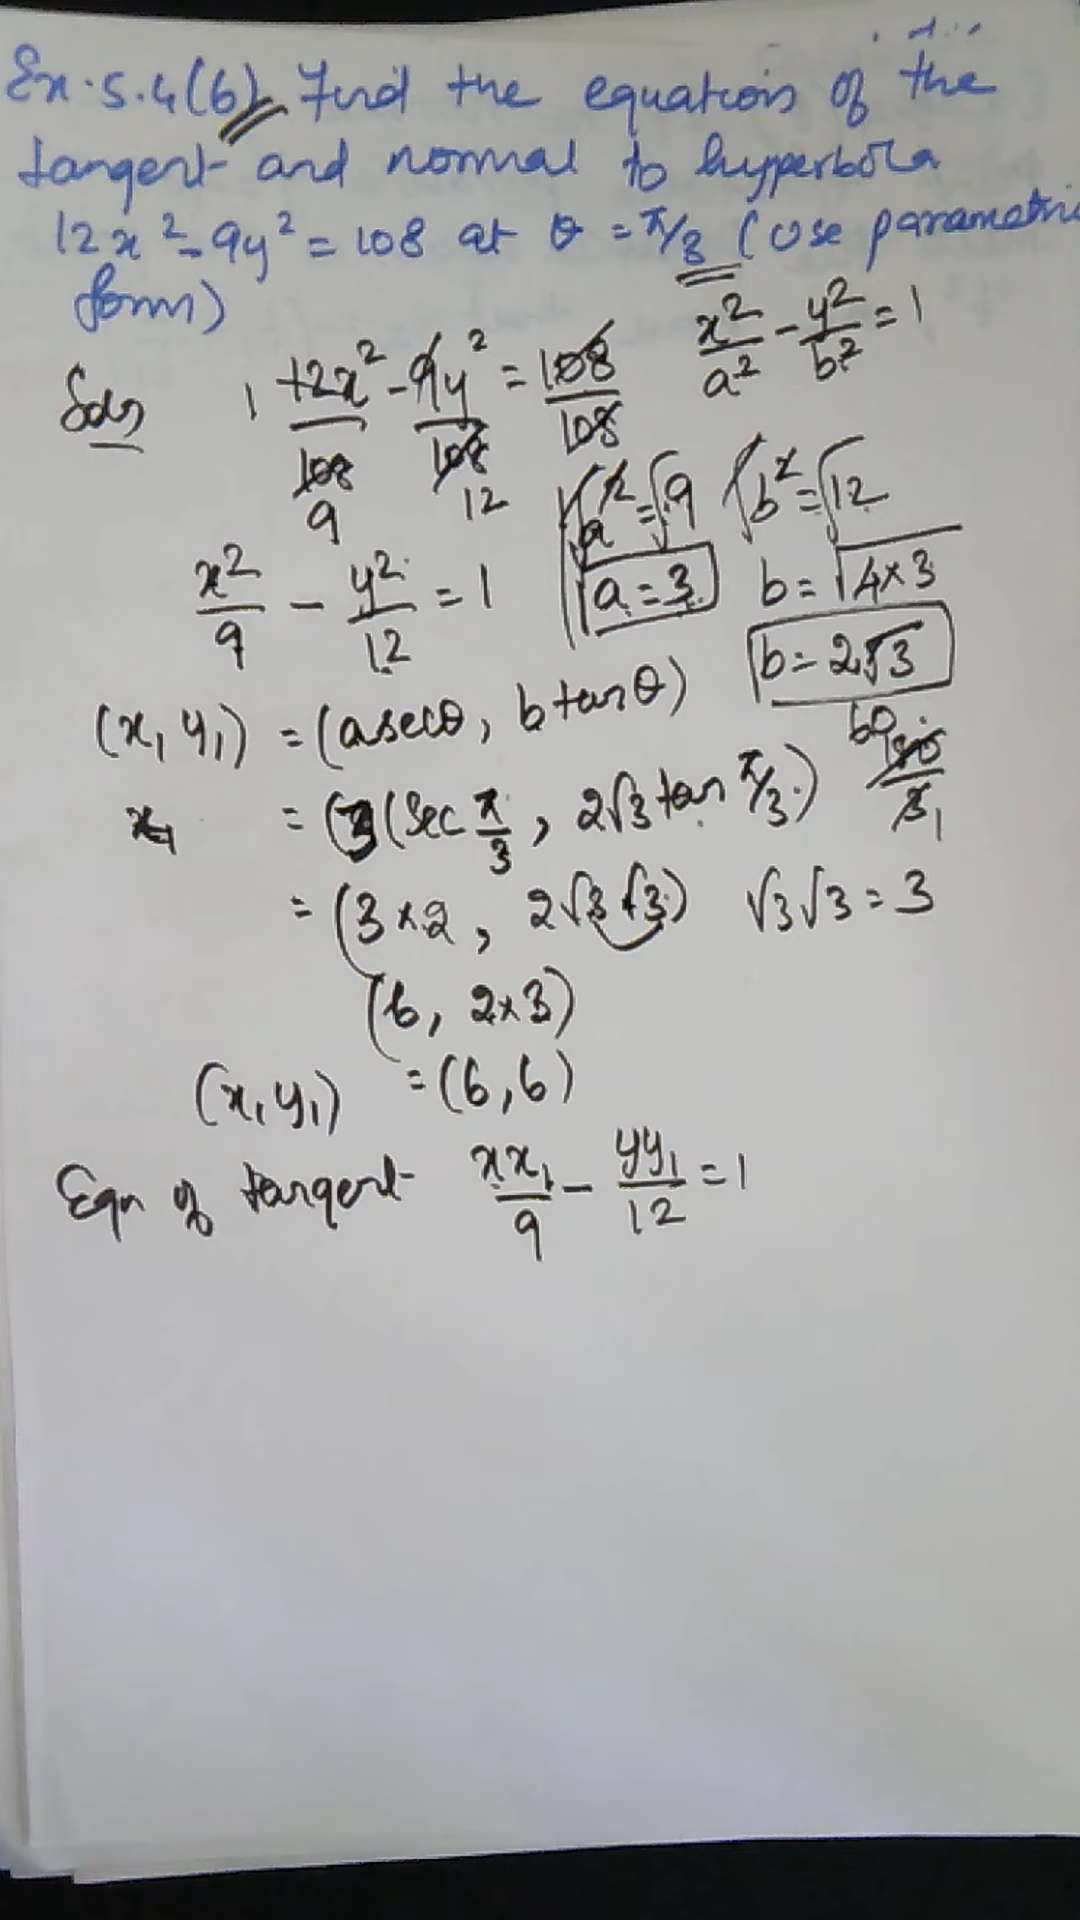 Ex.5.4(6) Find the equations of the
tangent and normal to hyperbola
12x² - 9y² = 108 at θ = π/3 (Use parametric
form)
x²/a² - y²/b² = 1
Soln 12x²/108 - 9y²/108 = 108/108
9 12
√a² = √9 √b² = √12
x²/9 - y²/12 = 1 a = 3 b = √4×3
b = 2√3
(x₁ y₁) = (a secθ, b tanθ)
= (3(sec π/3, 2√3 tan π/3) 60 180/3 1
= (3×2, 2√3 √3) √3√3 = 3
(6, 2×3)
(x₁ y₁) = (6,6)
Eqn of tangent xx₁/9 - yy₁/12 = 1